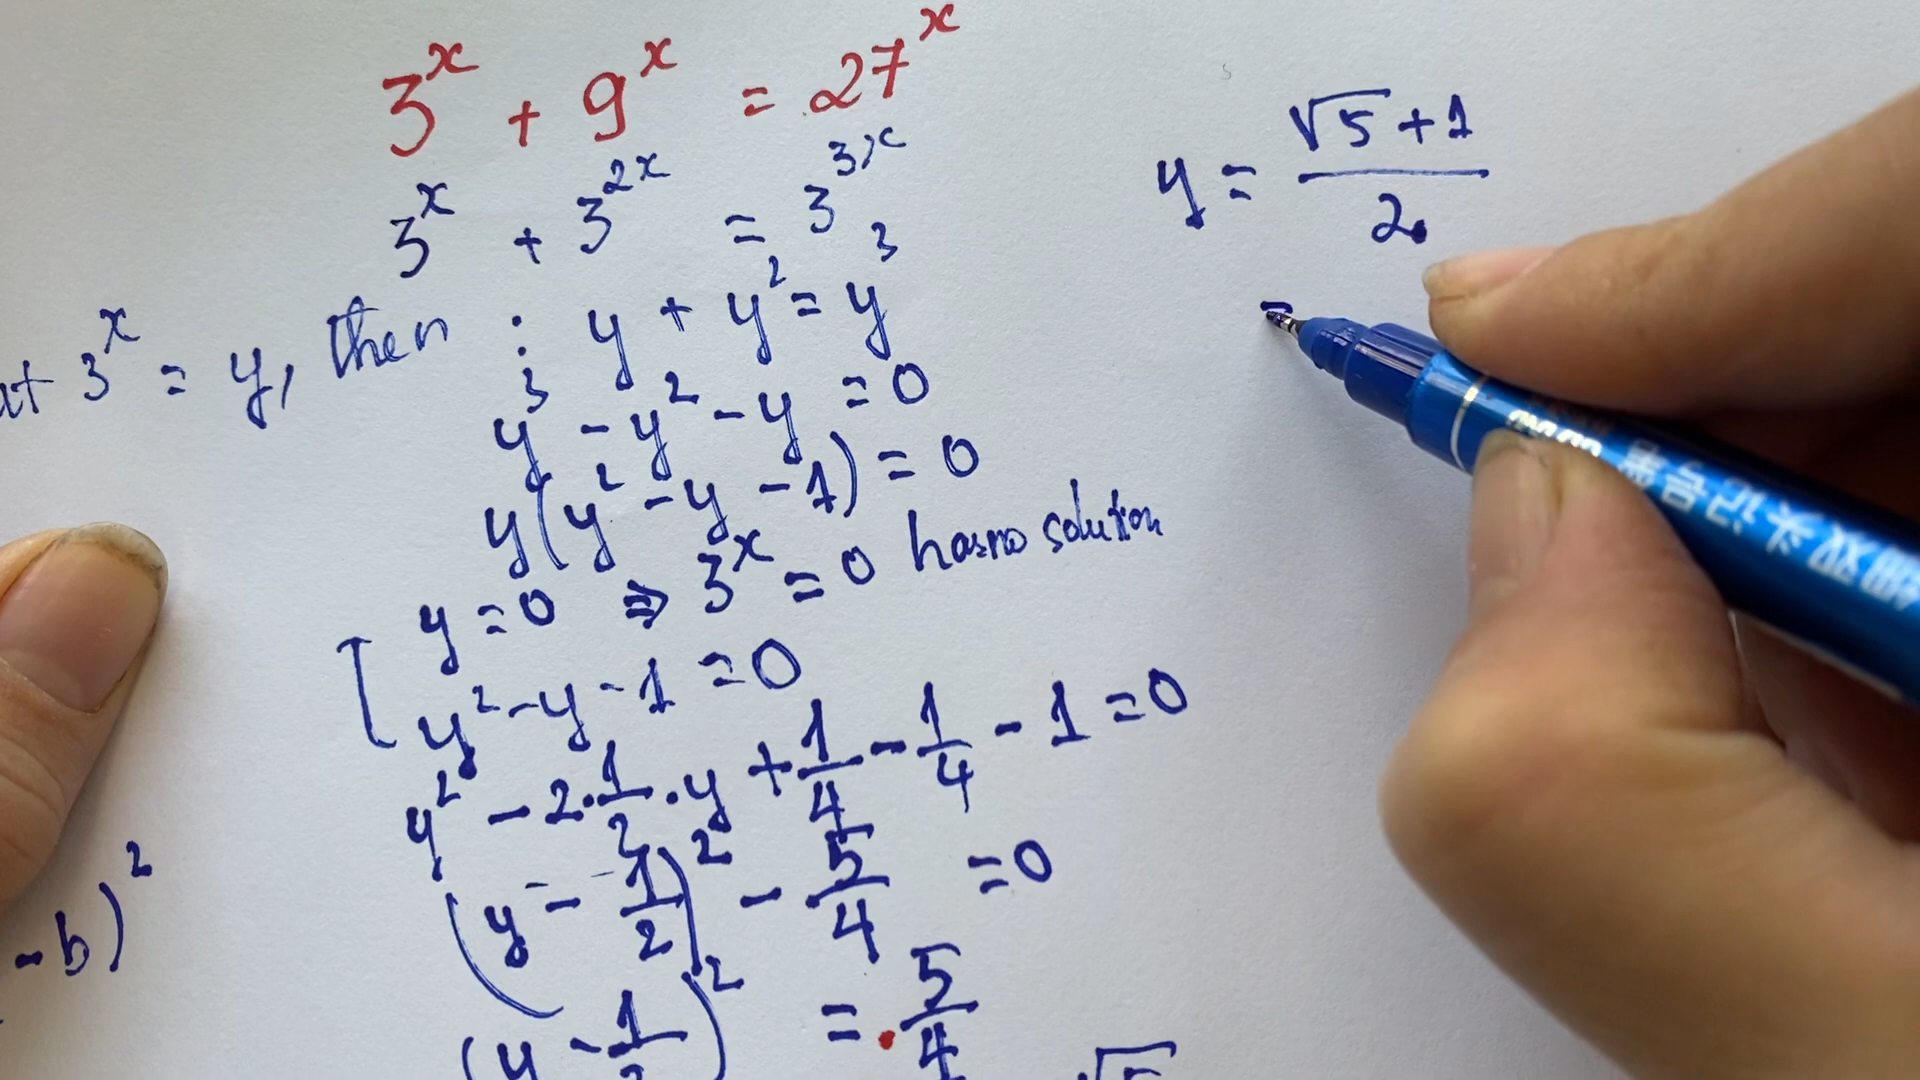 3^x + 9^x = 27^x
3^x + 3^2x = 3^3x
at 3^x = y, then : y + y^2 = y^3
y^3 - y^2 - y = 0
y(y^2 - y - 1) = 0
y = 0 ⇒ 3^x = 0 has no solution
y^2 - y - 1 = 0
y^2 - 2·1/2·y + 1/4 - 1/4 - 1 = 0
(y - 1/2)^2 - 5/4 = 0
- b)^2
(y - 1/2)^2 = 5/4
√5
y = (√5 + 1)/2
=